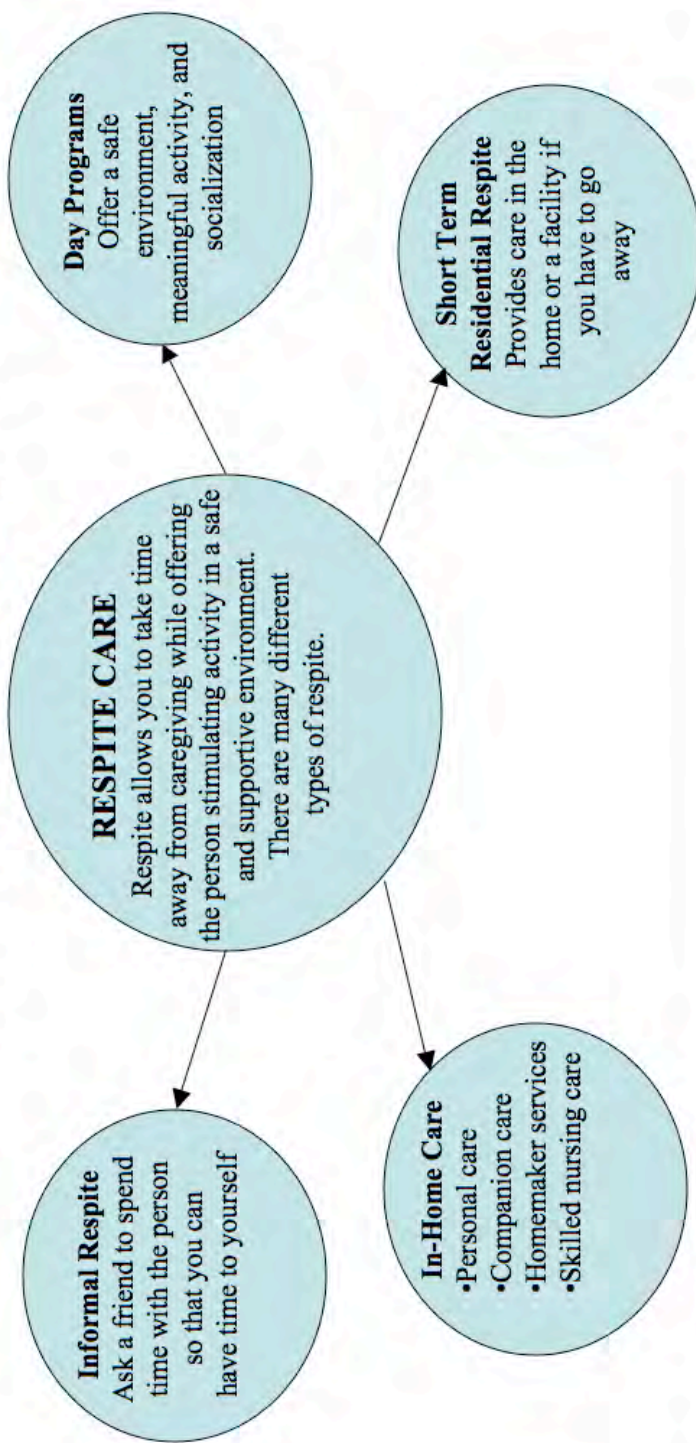 RESPITE CARE
Respite allows you to take time
away from caregiving while offering
the person stimulating activity in a safe
and supportive environment.
There are many different
types of respite.
Informal Respite
Ask a friend to spend
time with the person
so that you can
have time to yourself
Day Programs
Offer a safe
environment,
meaningful activity, and
socialization
In-Home Care
•Personal care
•Companion care
•Homemaker services
•Skilled nursing care
Short Term
Residential Respite
Provides care in the
home or a facility if
you have to go
away